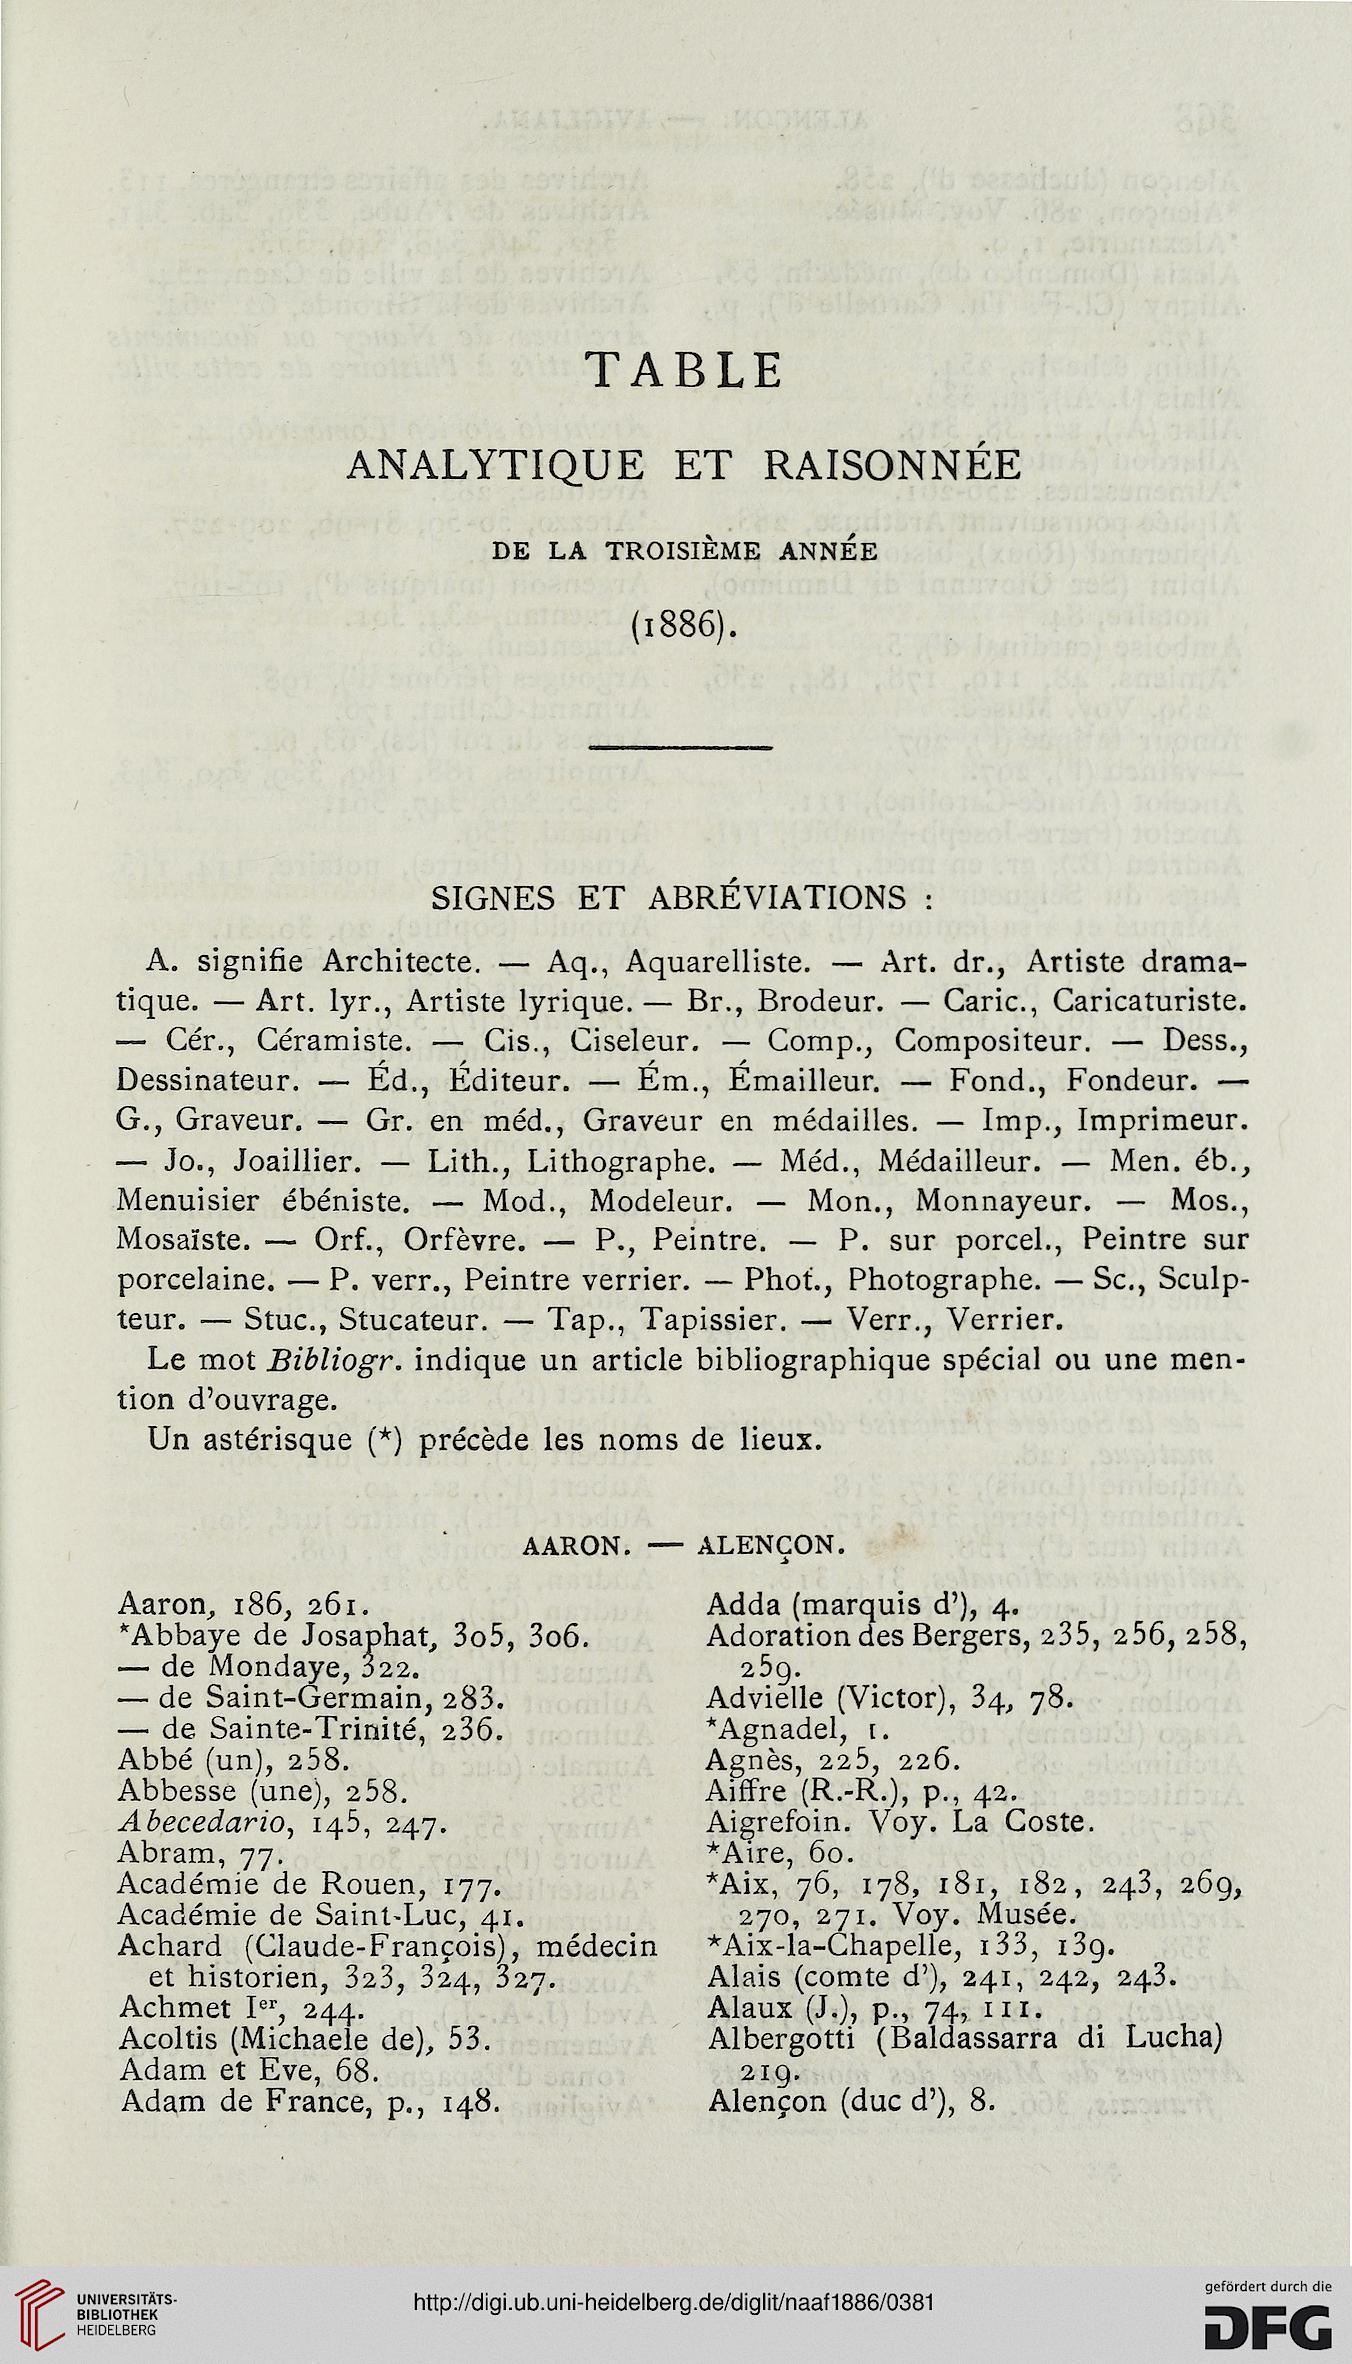 TABLE
ANALYTIQUE ET RAISONNÉE
DE LA TROISIÈME ANNÉE
(1886).
SIGNES ET ABRÉVIATIONS :
A. signifie Architecte. — Aq., Aquarelliste. — Art. dr., Artiste drama-
tique. — Art. lyr., Artiste lyrique. — Br., Brodeur. — Caric., Caricaturiste.
— Cér., Céramiste. — Cis., Ciseleur. — Comp., Compositeur. — Dess.,
Dessinateur. — Éd., Éditeur. — Ém., Émailleur. — Fond., Fondeur. —
G., Graveur. — Gr. en méd., Graveur en médailles. — Imp., Imprimeur.
— Jo., Joaillier. — Lith., Lithographe. — Méd., Médailleur. — Men. éb.,
Menuisier ébéniste. — Mod., Modeleur. — Mon., Monnayeur. — Mos.,
Mosaïste. — Orf., Orfèvre. — P., Peintre. — P. sur porcel., Peintre sur
porcelaine. — P. verr., Peintre verrier. — Phot., Photographe. — Sc., Sculp-
teur. — Stuc., Stucateur. — Tap., Tapissier. — Verr., Verrier.
Le mot Bibliogr. indique un article bibliographique spécial ou une men-
tion d'ouvrage.
Un astérisque (*) précède les noms de lieux.
AARON. — ALENÇON.
Aaron, 186, 261.
*Abbaye de Josaphat, 305, 306.
— de Mondaye, 322.
— de Saint-Germain, 283.
— de Sainte-Trinité, 236.
Abbé (un), 258.
Abbesse (une), 258.
Abecedario, 145, 247.
Abram, 77.
Académie de Rouen, 177.
Académie de Saint-Luc, 41.
Achard (Claude-François), médecin
et historien, 323, 324, 327.
Achmet Ier, 244.
Acoltis (Michaele de), 53.
Adam et Eve, 68.
Adam de France, p., 148.
Adda (marquis d'), 4.
Adoration des Bergers, 235, 256, 258,
259.
Advielle (Victor), 34, 78.
*Agnadel, 1.
Agnès, 225, 226.
Aiffre (R.-R.), p., 42.
Aigrefoin. Voy. La Coste.
*Aire, 60.
*Aix, 76, 178, 181, 182, 243, 269,
270, 271. Voy. Musée.
*Aix-la-Chapelle, 133, 139.
Alais (comte d'), 241, 242, 243.
Alaux (J.), p., 74, 111.
Albergotti (Baldassarra di Lucha)
219.
Alençon (duc d'), 8.
UNIVERSITÄTS-
BIBLIOTHEK
HEIDELBERG
http://digi.ub.uni-heidelberg.de/diglit/naaf1886/0381
gefördert durch die
DFG